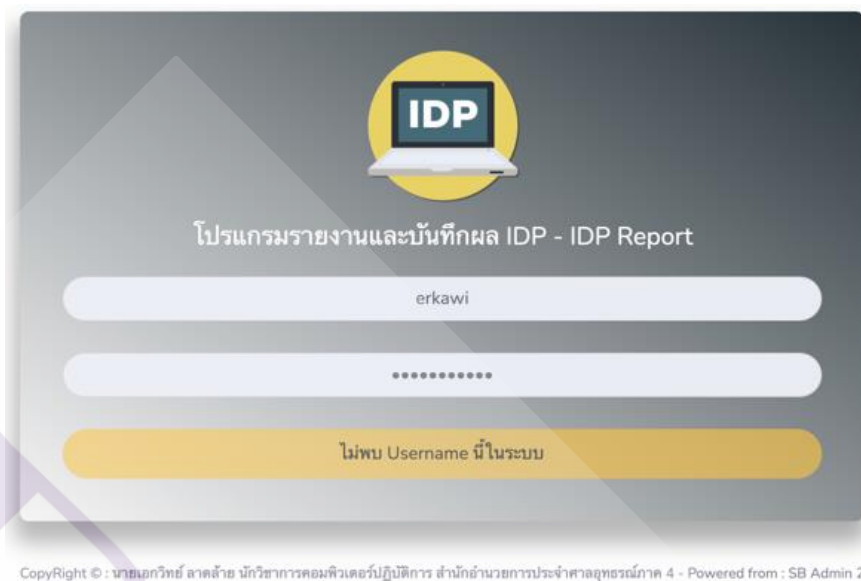 IDP
โปรแกรมรายงานและบันทึกผล IDP - IDP Report
erkawi
•••••••••••
ไม่พบ Username นี้ในระบบ
CopyRight © : นายเอกวิทย์ ลาดล้าย นักวิชาการคอมพิวเตอร์ปฏิบัติการ สำนักอำนวยการประจำศาลอุทธรณ์ภาค 4 - Powered from : SB Admin 2